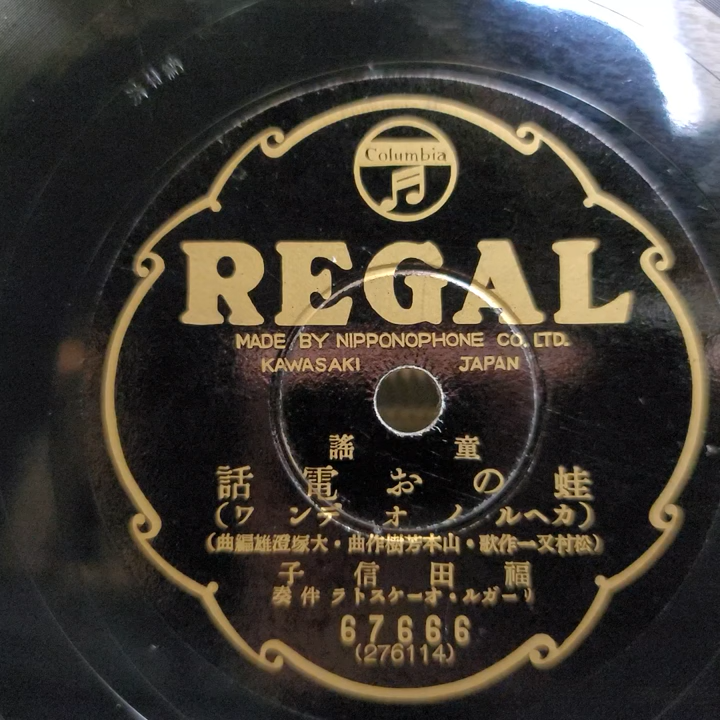 Columbia
REGAL
MADE BY NIPPONOPHONE CO. LTD.
KAWASAKI JAPAN
童謠
蛙のお電話
(カヘルノオデンワ)
(松村又一作歌・山本芳樹作曲・大塚澄雄編曲)
福田信子
リーガル・オーケストラ伴奏
67666
(276114)